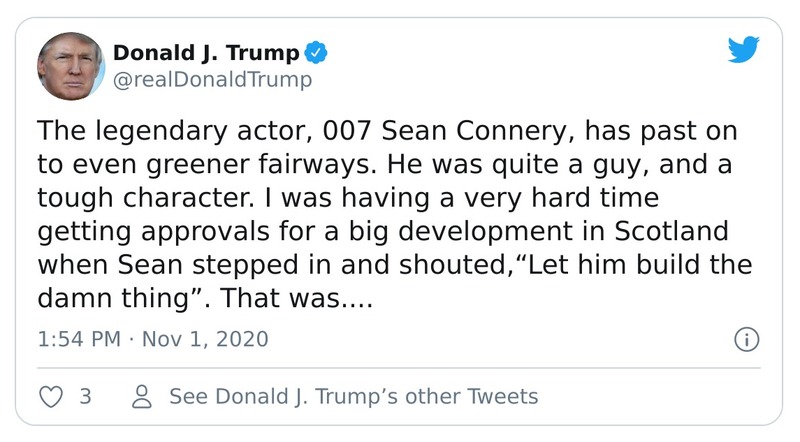 Donald J. Trump
@realDonaldTrump
The legendary actor, 007 Sean Connery, has past on
to even greener fairways. He was quite a guy, and a
tough character. I was having a very hard time
getting approvals for a big development in Scotland
when Sean stepped in and shouted,“Let him build the
damn thing”. That was....
1:54 PM · Nov 1, 2020
3 See Donald J. Trump’s other Tweets